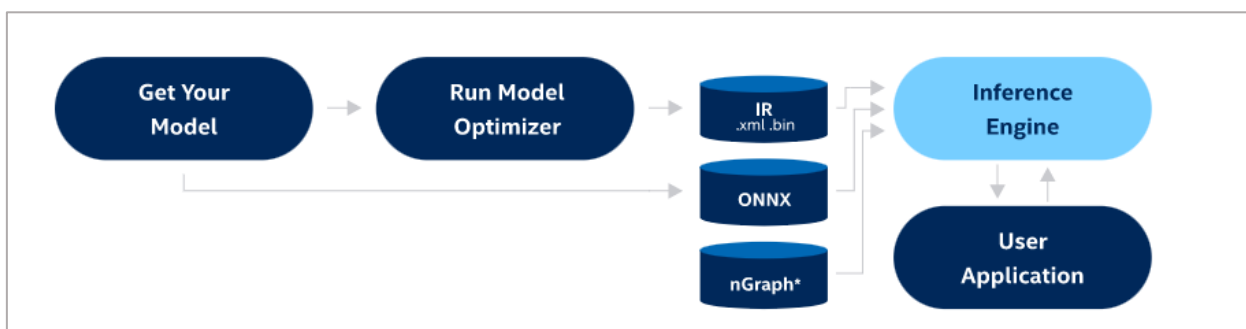 Get Your
Model
Run Model
Optimizer
IR
.xml .bin
ONNX
nGraph*
Inference
Engine
User
Application